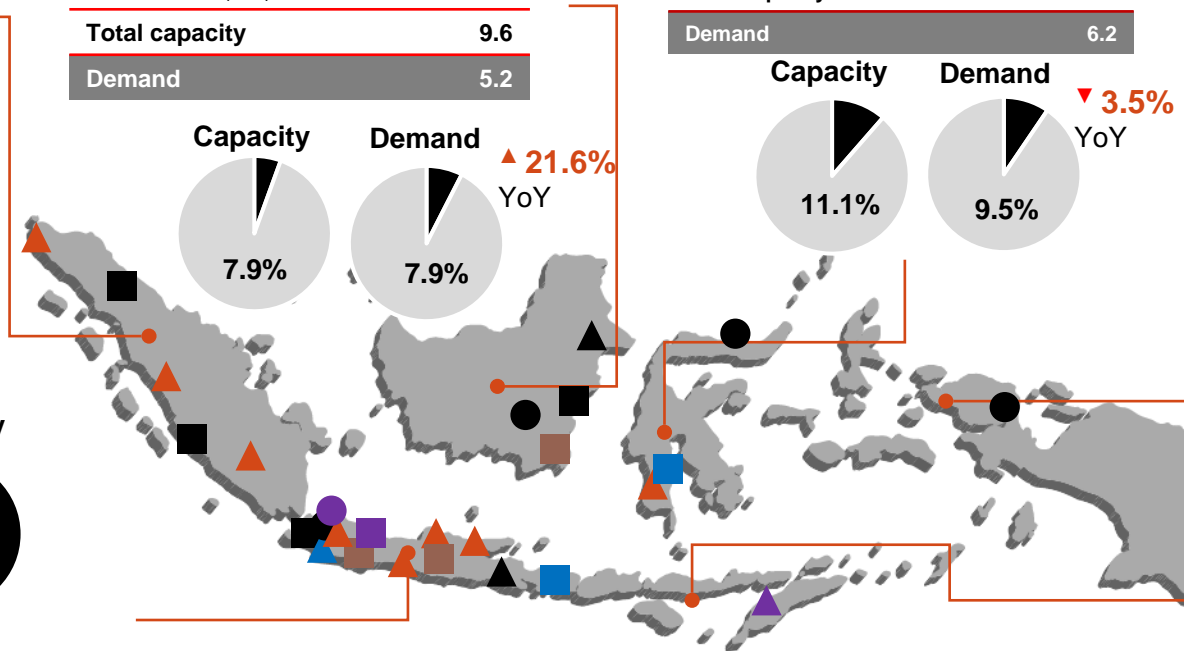 Total capacity 9.6
Demand 5.2
Demand 6.2
Capacity Demand
▼ 3.5%
YoY
11.1% 9.5%
Capacity Demand
▲ 21.6%
YoY
7.9% 7.9%